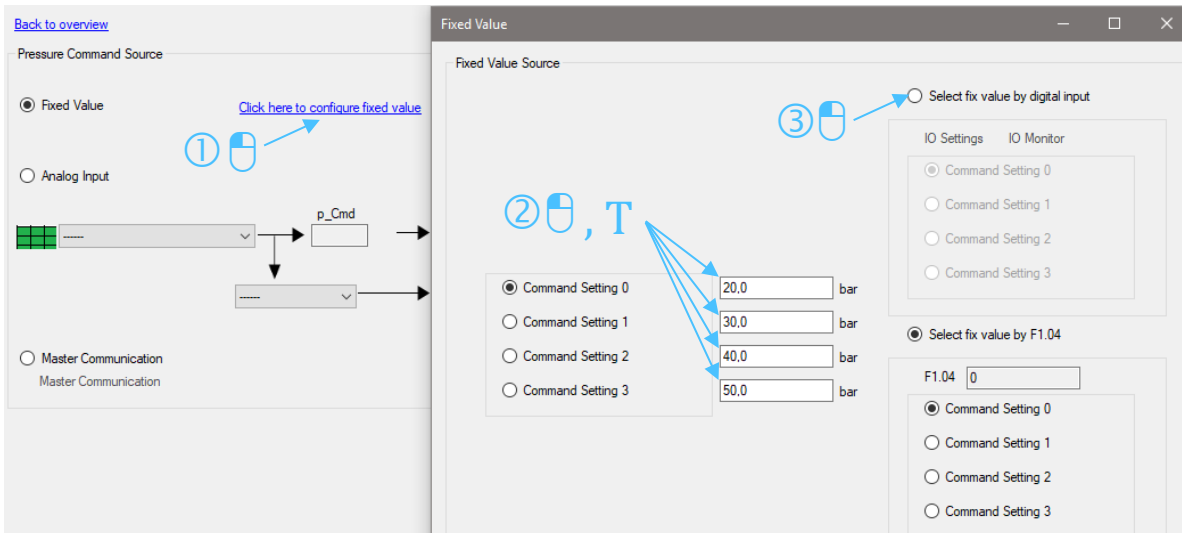 Back to overview
Pressure Command Source
Fixed Value
Click here to configure fixed value
①
Analog Input
p_Cmd
------
------
Master Communication
Master Communication
Fixed Value
Fixed Value Source
② , T
Command Setting 0 20,0 bar
Command Setting 1 30,0 bar
Command Setting 2 40,0 bar
Command Setting 3 50,0 bar
③
Select fix value by digital input
IO Settings IO Monitor
Command Setting 0
Command Setting 1
Command Setting 2
Command Setting 3
Select fix value by F1.04
F1.04 0
Command Setting 0
Command Setting 1
Command Setting 2
Command Setting 3